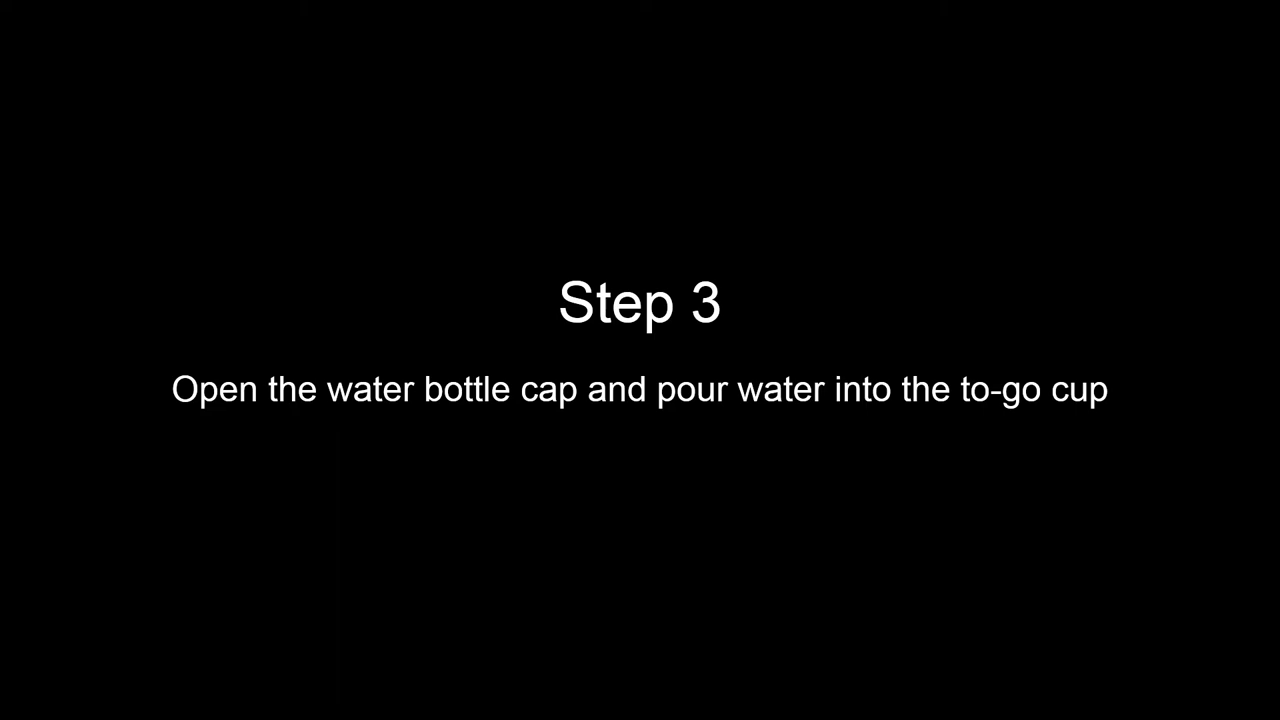 Step 3
Open the water bottle cap and pour water into the to-go cup